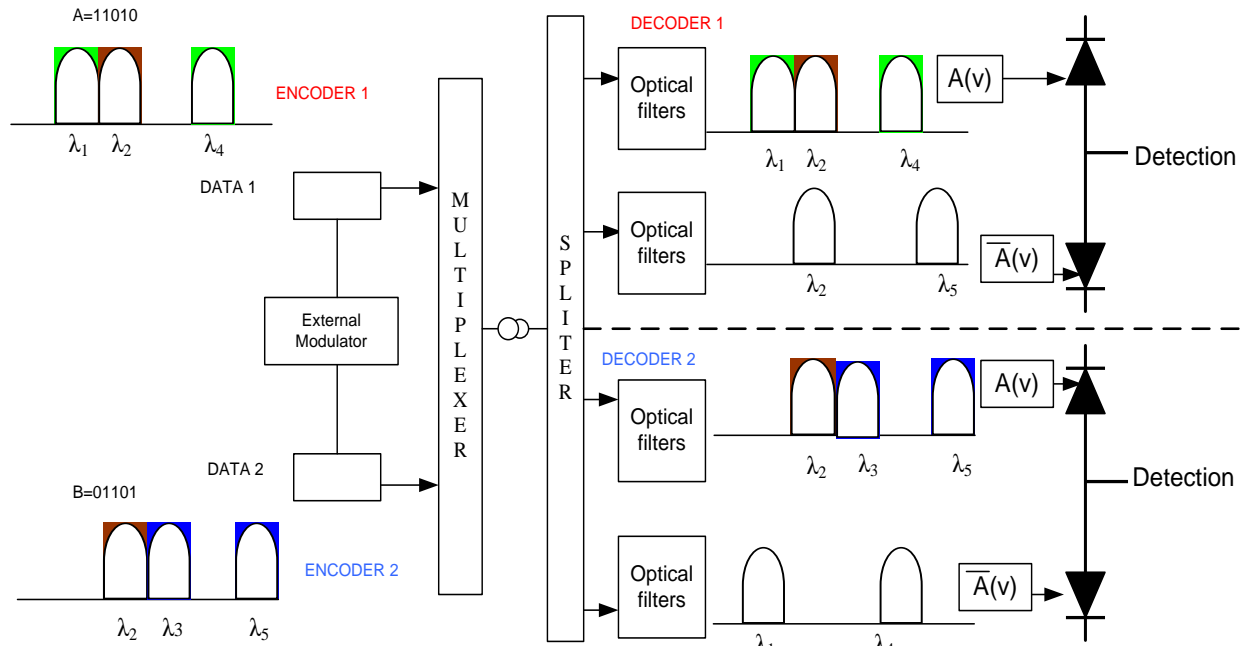 A=11010
ENCODER 1
λ1 λ2 λ4
DATA 1
External
Modulator
DATA 2
B=01101
ENCODER 2
λ2 λ3 λ5
MULTIPLEXER
SPLITER
DECODER 1
Optical
filters
λ1 λ2 λ4
A(v)
Detection
Optical
filters
λ2 λ5
A̅(v)
DECODER 2
Optical
filters
λ2 λ3 λ5
A(v)
Detection
Optical
filters
A̅(v)